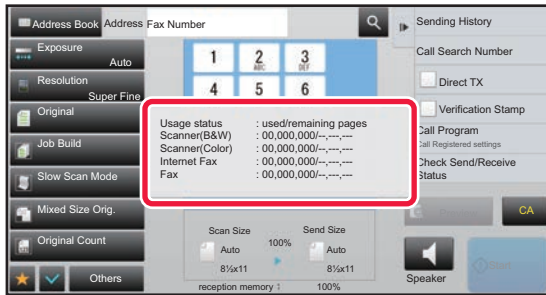 Address Book
Address
Fax Number
Exposure
Auto
Resolution
Super Fine
Original
Job Build
Slow Scan Mode
Mixed Size Orig.
Original Count
Others
1
2
ABC
3
DEF
4
5
6
Usage status : used/remaining pages
Scanner(B&W) : 00,000,000/--,---,---
Scanner(Color) : 00,000,000/--,---,---
Internet Fax : 00,000,000/--,---,---
Fax : 00,000,000/--,---,---
Scan Size
Send Size
Auto
100%
Auto
8½x11
8½x11
reception memory :
100%
Sending History
Call Search Number
Direct TX
Verification Stamp
Call Program
Call Registered settings
Check Send/Receive
Status
CA
Speaker
Start